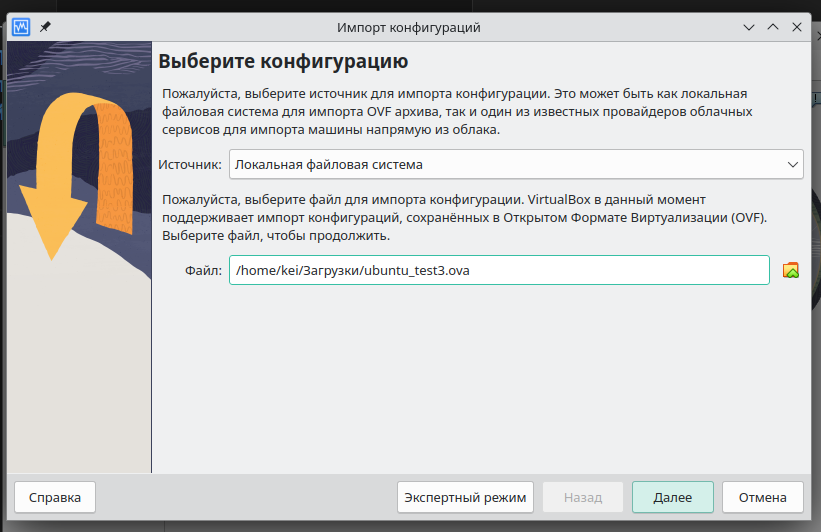 Импорт конфигураций
Выберите конфигурацию
Пожалуйста, выберите источник для импорта конфигурации. Это может быть как локальная
файловая система для импорта OVF архива, так и один из известных провайдеров облачных
сервисов для импорта машины напрямую из облака.
Источник: Локальная файловая система
Пожалуйста, выберите файл для импорта конфигурации. VirtualBox в данный момент
поддерживает импорт конфигураций, сохранённых в Открытом Формате Виртуализации (OVF).
Выберите файл, чтобы продолжить.
Файл: /home/kei/Загрузки/ubuntu_test3.ova
Справка Экспертный режим Назад Далее Отмена